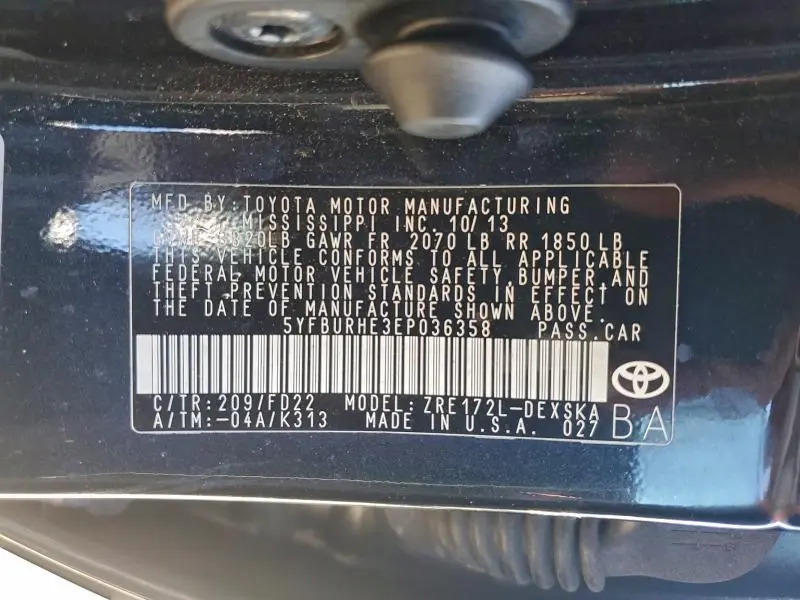 MFD BY: TOYOTA MOTOR MANUFACTURING
MISSISSIPPI INC. 10/13
GAWR FR 2070 LB RR 1850 LB
THIS VEHICLE CONFORMS TO ALL APPLICABLE
FEDERAL MOTOR VEHICLE SAFETY, BUMPER, AND
THEFT PREVENTION STANDARDS IN EFFECT ON
THE DATE OF MANUFACTURE SHOWN ABOVE.
5YFBURHE3EP036358 PASS.CAR
C/TR: 209/FD22 MODEL: ZRE172L-DEXSKA
A/TM:-04A/K313 MADE IN U.S.A. 027 BA